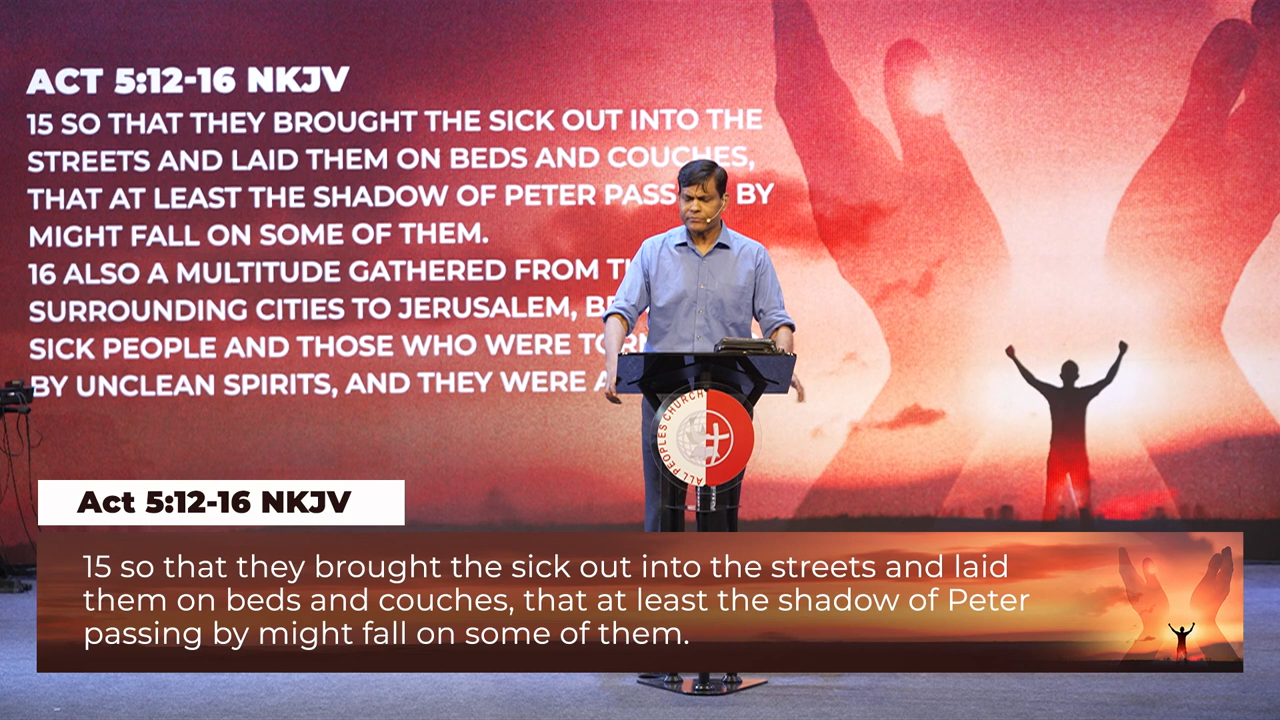 ACT 5:12-16 NKJV
15 SO THAT THEY BROUGHT THE SICK OUT INTO THE
STREETS AND LAID THEM ON BEDS AND COUCHES,
THAT AT LEAST THE SHADOW OF PETER BY
MIGHT FALL ON SOME OF THEM.
16 ALSO A MULTITUDE GATHERED FROM
SURROUNDING CITIES TO JERUSALEM,
SICK PEOPLE AND THOSE WHO WERE
BY UNCLEAN SPIRITS, AND THEY WERE
ALL PEOPLES CHURCH
Act 5:12-16 NKJV
15 so that they brought the sick out into the streets and laid
them on beds and couches, that at least the shadow of Peter
passing by might fall on some of them.